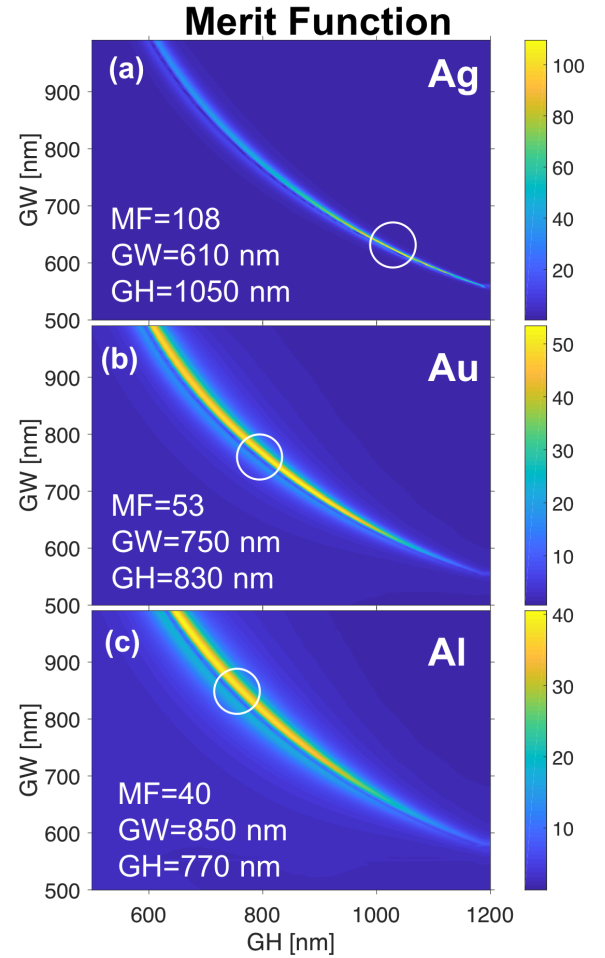 Merit Function
(a)
Ag
MF=108
GW=610 nm
GH=1050 nm
GW [nm]
900
800
700
600
500
100
80
60
40
20
(b)
Au
MF=53
GW=750 nm
GH=830 nm
GW [nm]
900
800
700
600
500
50
40
30
20
10
(c)
Al
MF=40
GW=850 nm
GH=770 nm
GW [nm]
900
800
700
600
500
40
30
20
10
600
800
1000
1200
GH [nm]